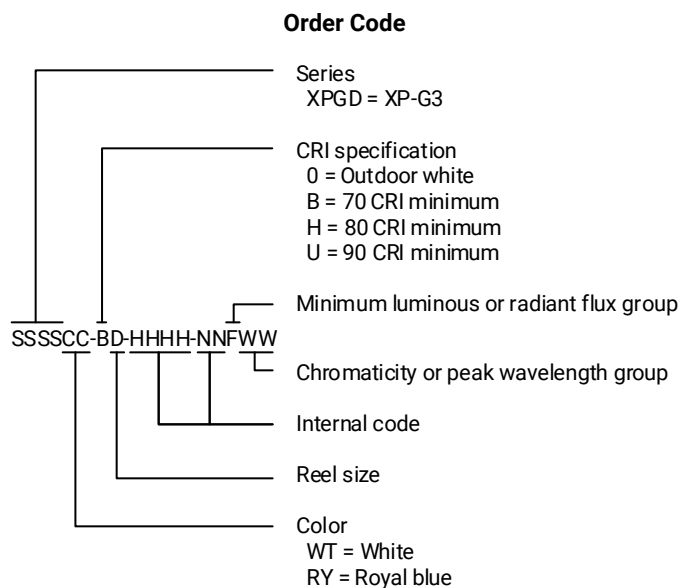 Order Code
Series
XPGD = XP-G3
CRI specification
0 = Outdoor white
B = 70 CRI minimum
H = 80 CRI minimum
U = 90 CRI minimum
Minimum luminous or radiant flux group
SSSSCC-BD-HHHH-NNFWW
Chromaticity or peak wavelength group
Internal code
Reel size
Color
WT = White
RY = Royal blue